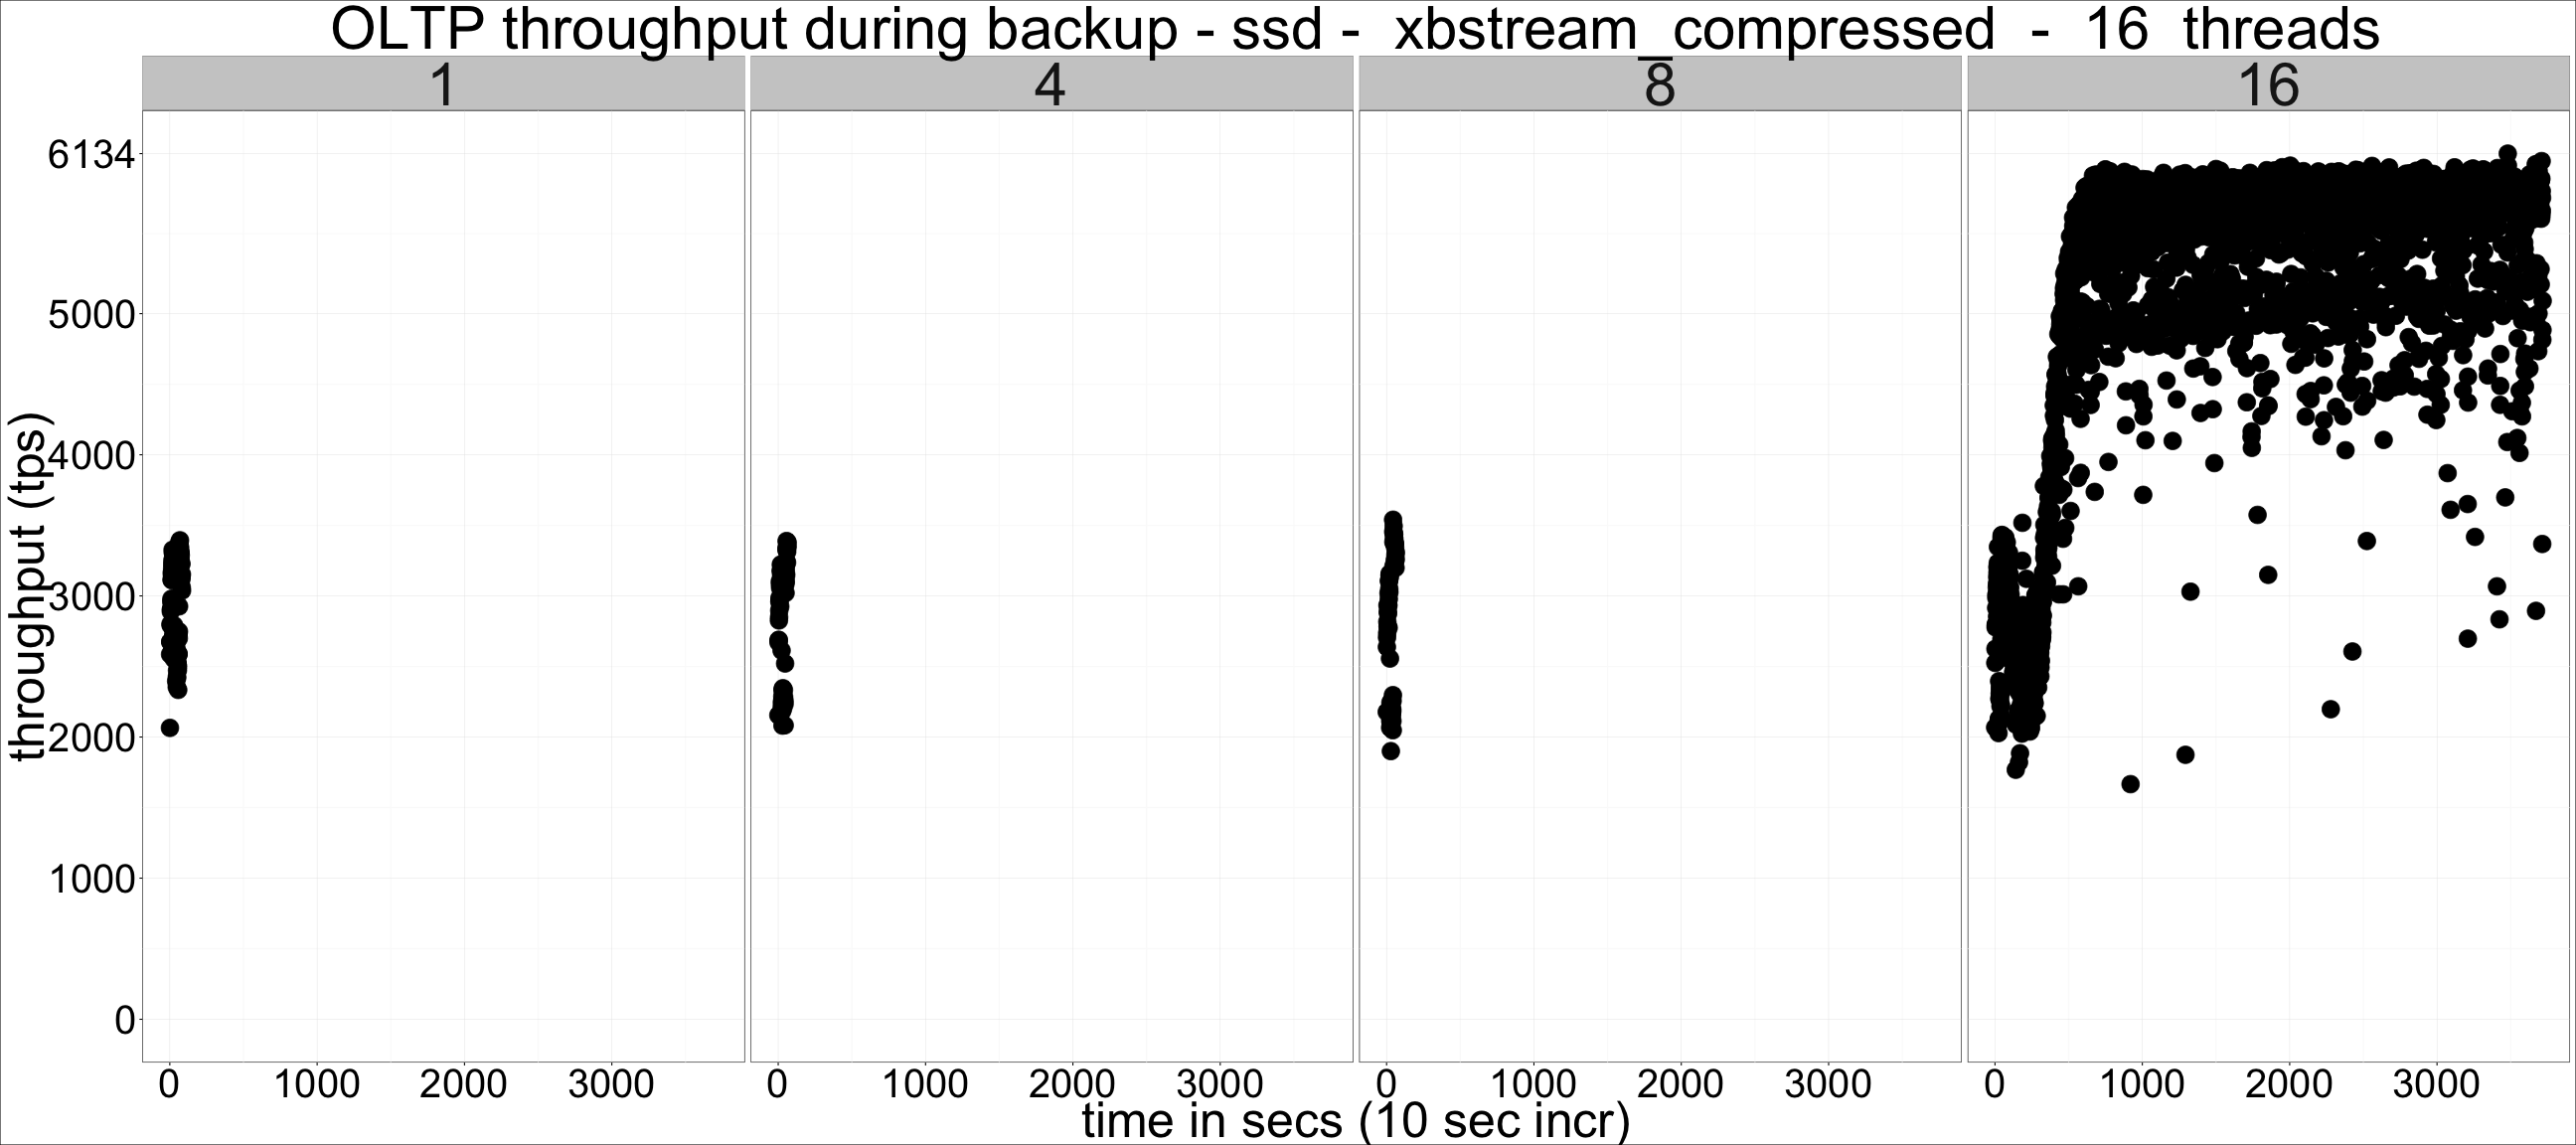 OLTP throughput during backup - ssd - xbstream_compressed - 16 threads
1 4 8 16
throughput (tps)
6134
5000
4000
3000
2000
1000
0
0 1000 2000 3000 0 1000 2000 3000 0 1000 2000 3000 0 1000 2000 3000
time in secs (10 sec incr)